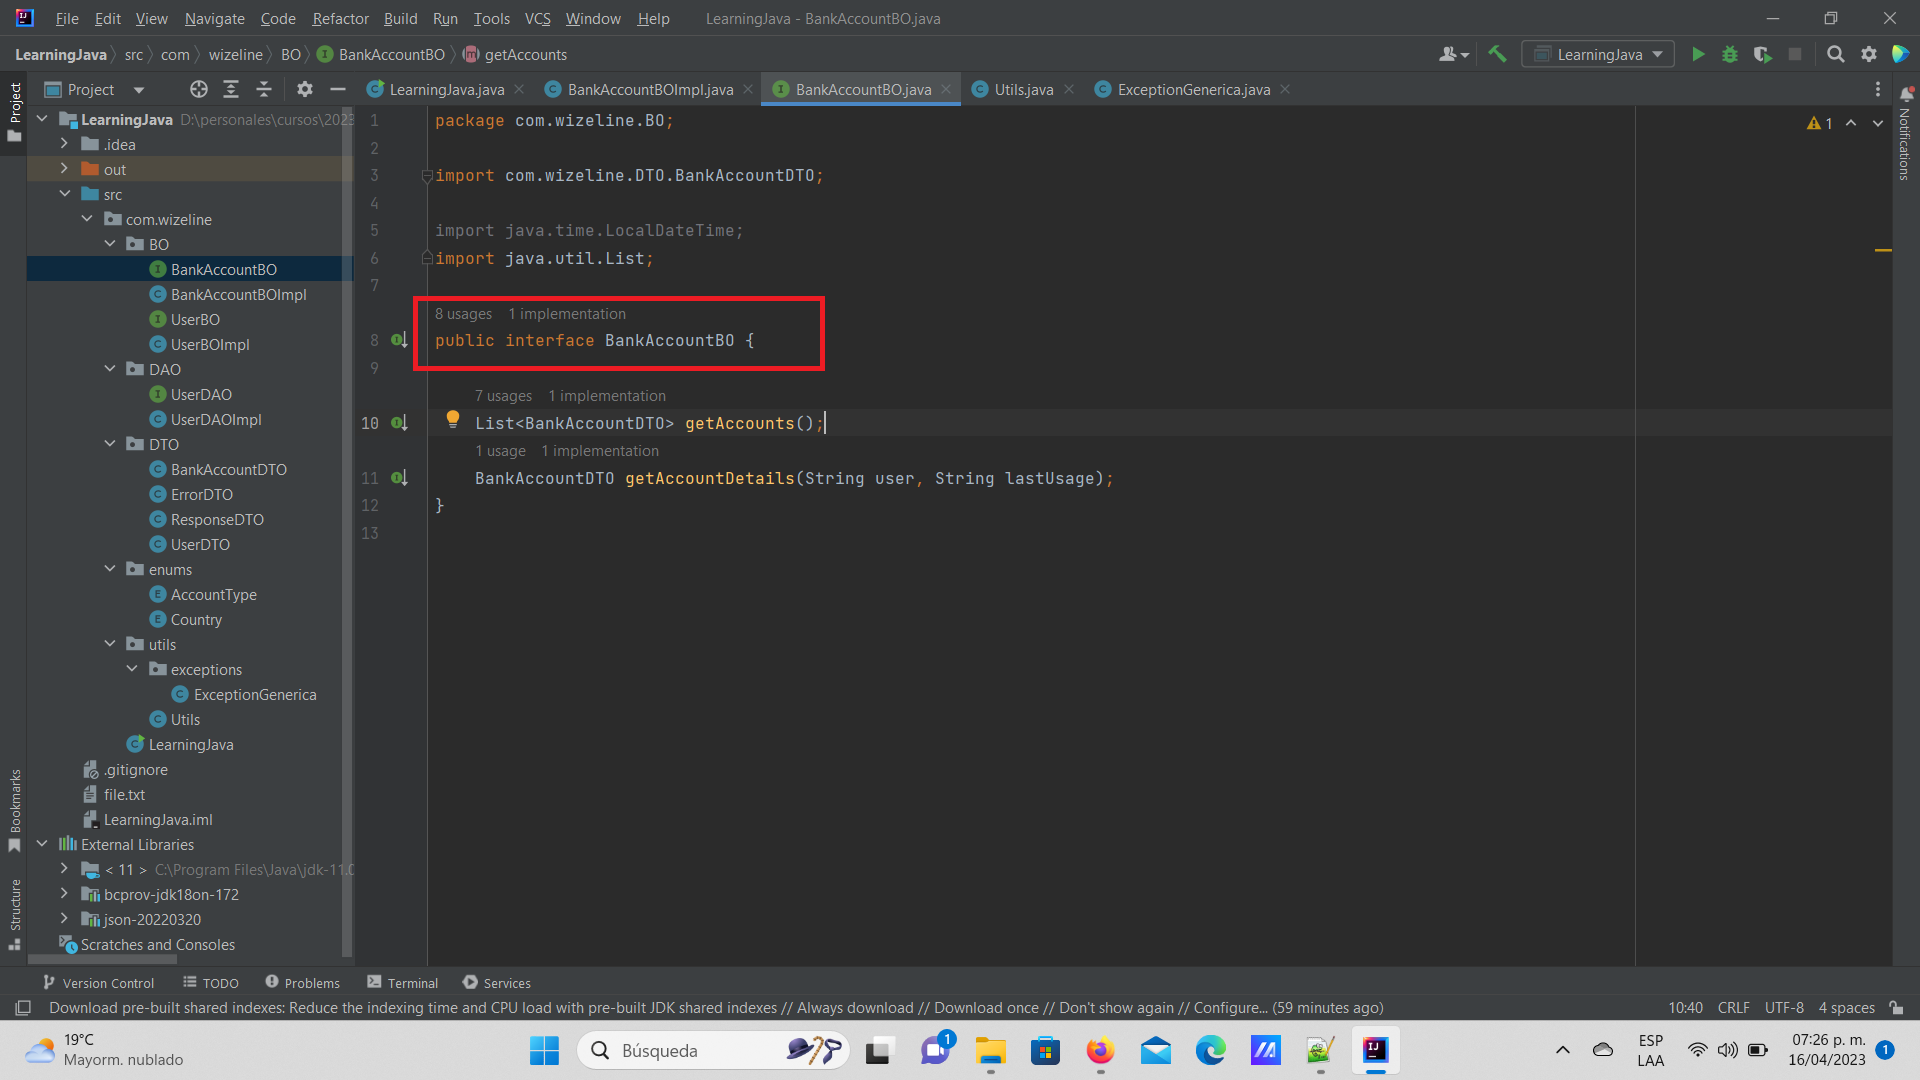 File Edit View Navigate Code Refactor Build Run Tools VCS Window Help LearningJava - BankAccountBO.java
LearningJava src com wizeline BO BankAccountBO getAccounts LearningJava
Project LearningJava.java BankAccountBOImpl.java BankAccountBO.java Utils.java ExceptionGenerica.java
Project
Notifications
Bookmarks
Structure
LearningJava D:\personales\cursos\2023
.idea
out
src
com.wizeline
BO
BankAccountBO
BankAccountBOImpl
UserBO
UserBOImpl
DAO
UserDAO
UserDAOImpl
DTO
BankAccountDTO
ErrorDTO
ResponseDTO
UserDTO
enums
AccountType
Country
utils
exceptions
ExceptionGenerica
Utils
LearningJava
.gitignore
file.txt
LearningJava.iml
External Libraries
< 11 > C:\Program Files\Java\jdk-11.0
bcprov-jdk18on-172
json-20220320
Scratches and Consoles
1 package com.wizeline.BO;
1
2
3 import com.wizeline.DTO.BankAccountDTO;
4
5 import java.time.LocalDateTime;
6 import java.util.List;
7
8 usages 1 implementation
8 public interface BankAccountBO {
9
7 usages 1 implementation
10 List<BankAccountDTO> getAccounts();
1 usage 1 implementation
11 BankAccountDTO getAccountDetails(String user, String lastUsage);
12 }
13
Version Control TODO Problems Terminal Services
Download pre-built shared indexes: Reduce the indexing time and CPU load with pre-built JDK shared indexes // Always download // Download once // Don't show again // Configure... (59 minutes ago) 10:40 CRLF UTF-8 4 spaces
19°C
Mayorm. nublado
Búsqueda
1
ESP
LAA
07:26 p. m.
16/04/2023
1